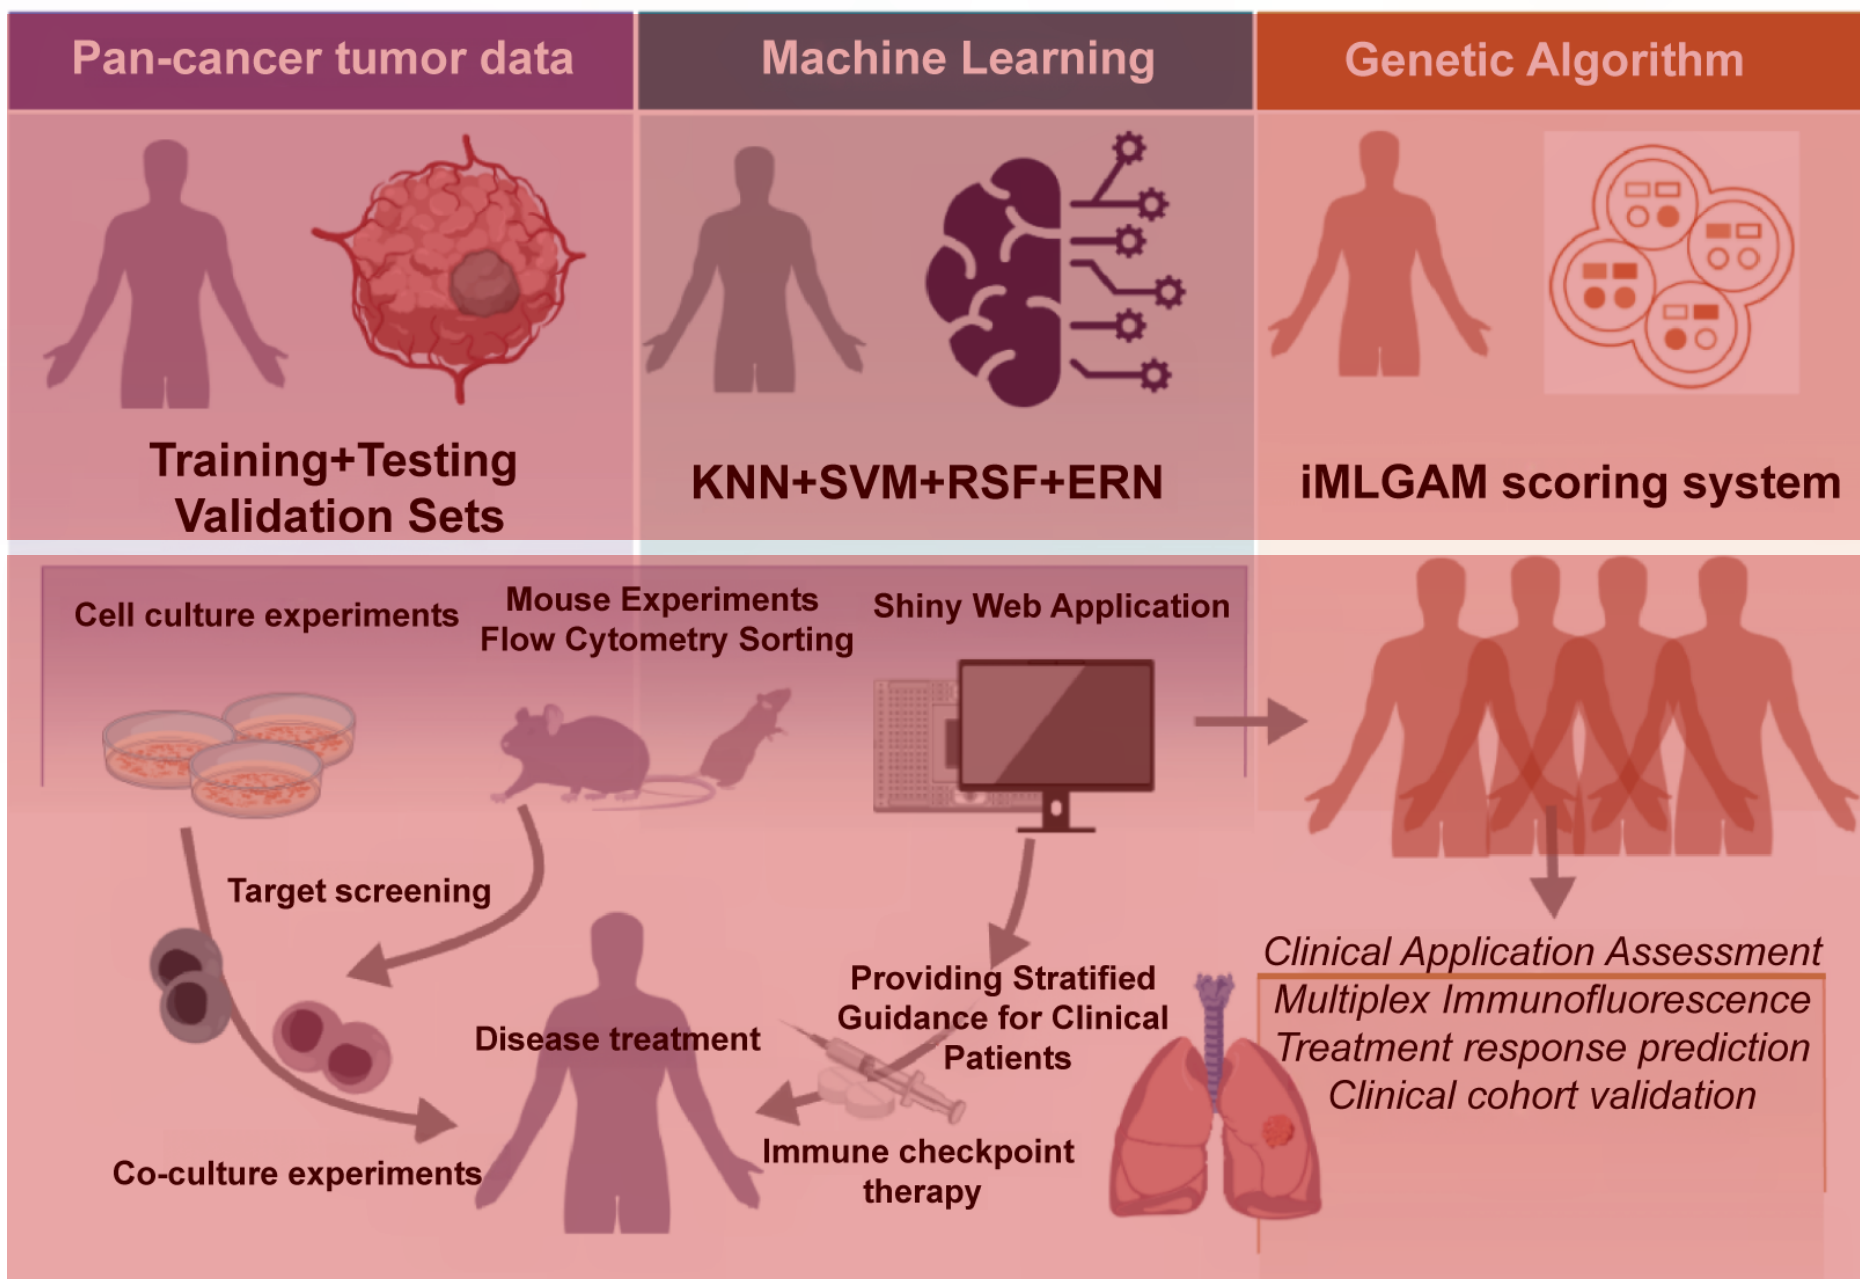 Pan-cancer tumor data
Machine Learning
Genetic Algorithm
Training+Testing
Validation Sets
KNN+SVM+RSF+ERN
iMLGAM scoring system
Cell culture experiments
Mouse Experiments
Flow Cytometry Sorting
Shiny Web Application
Target screening
Disease treatment
Providing Stratified
Guidance for Clinical
Patients
Co-culture experiments
Immune checkpoint
therapy
Clinical Application Assessment
Multiplex Immunofluorescence
Treatment response prediction
Clinical cohort validation